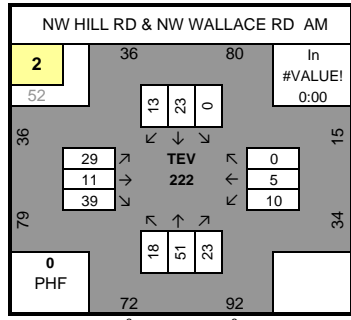 NW HILL RD & NW WALLACE RD AM
2
36
80
In
#VALUE!
0:00
52
13 23 0
↙ ↓ ↘
36
15
29 ↗ TEV ↖ 0
11 → 222 ← 5
39 ↘ ↙ 10
↖ ↑ ↗
79
34
18 51 23
0
PHF
72
92